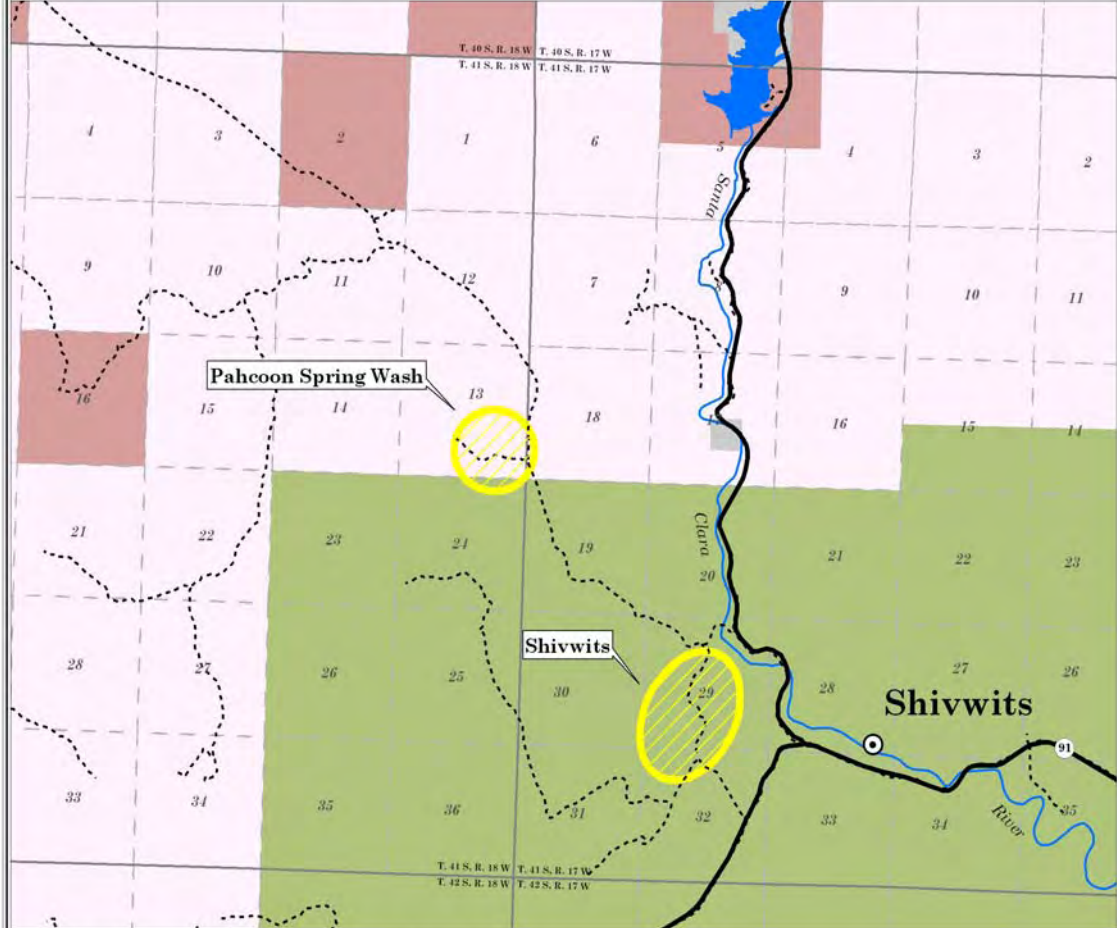 T. 40 S, R. 18 W T. 40 S, R. 17 W
T. 41 S, R. 18 W T. 41 S, R. 17 W
4 3 2 1 6 5 4 3 2
Santa
9 10 11 12 7 8 9 10 11
Pahcoon Spring Wash
16 15 14 13 18 16 15 14
21 22 23 24 19 20 21 22 23
Clara
Shivwits
28 27 26 25 30 29 28 27 26
Shivwits
91
33 34 35 36 31 32 33 34 35
River
T. 41 S, R. 18 W T. 41 S, R. 17 W
T. 42 S, R. 18 W T. 42 S, R. 17 W